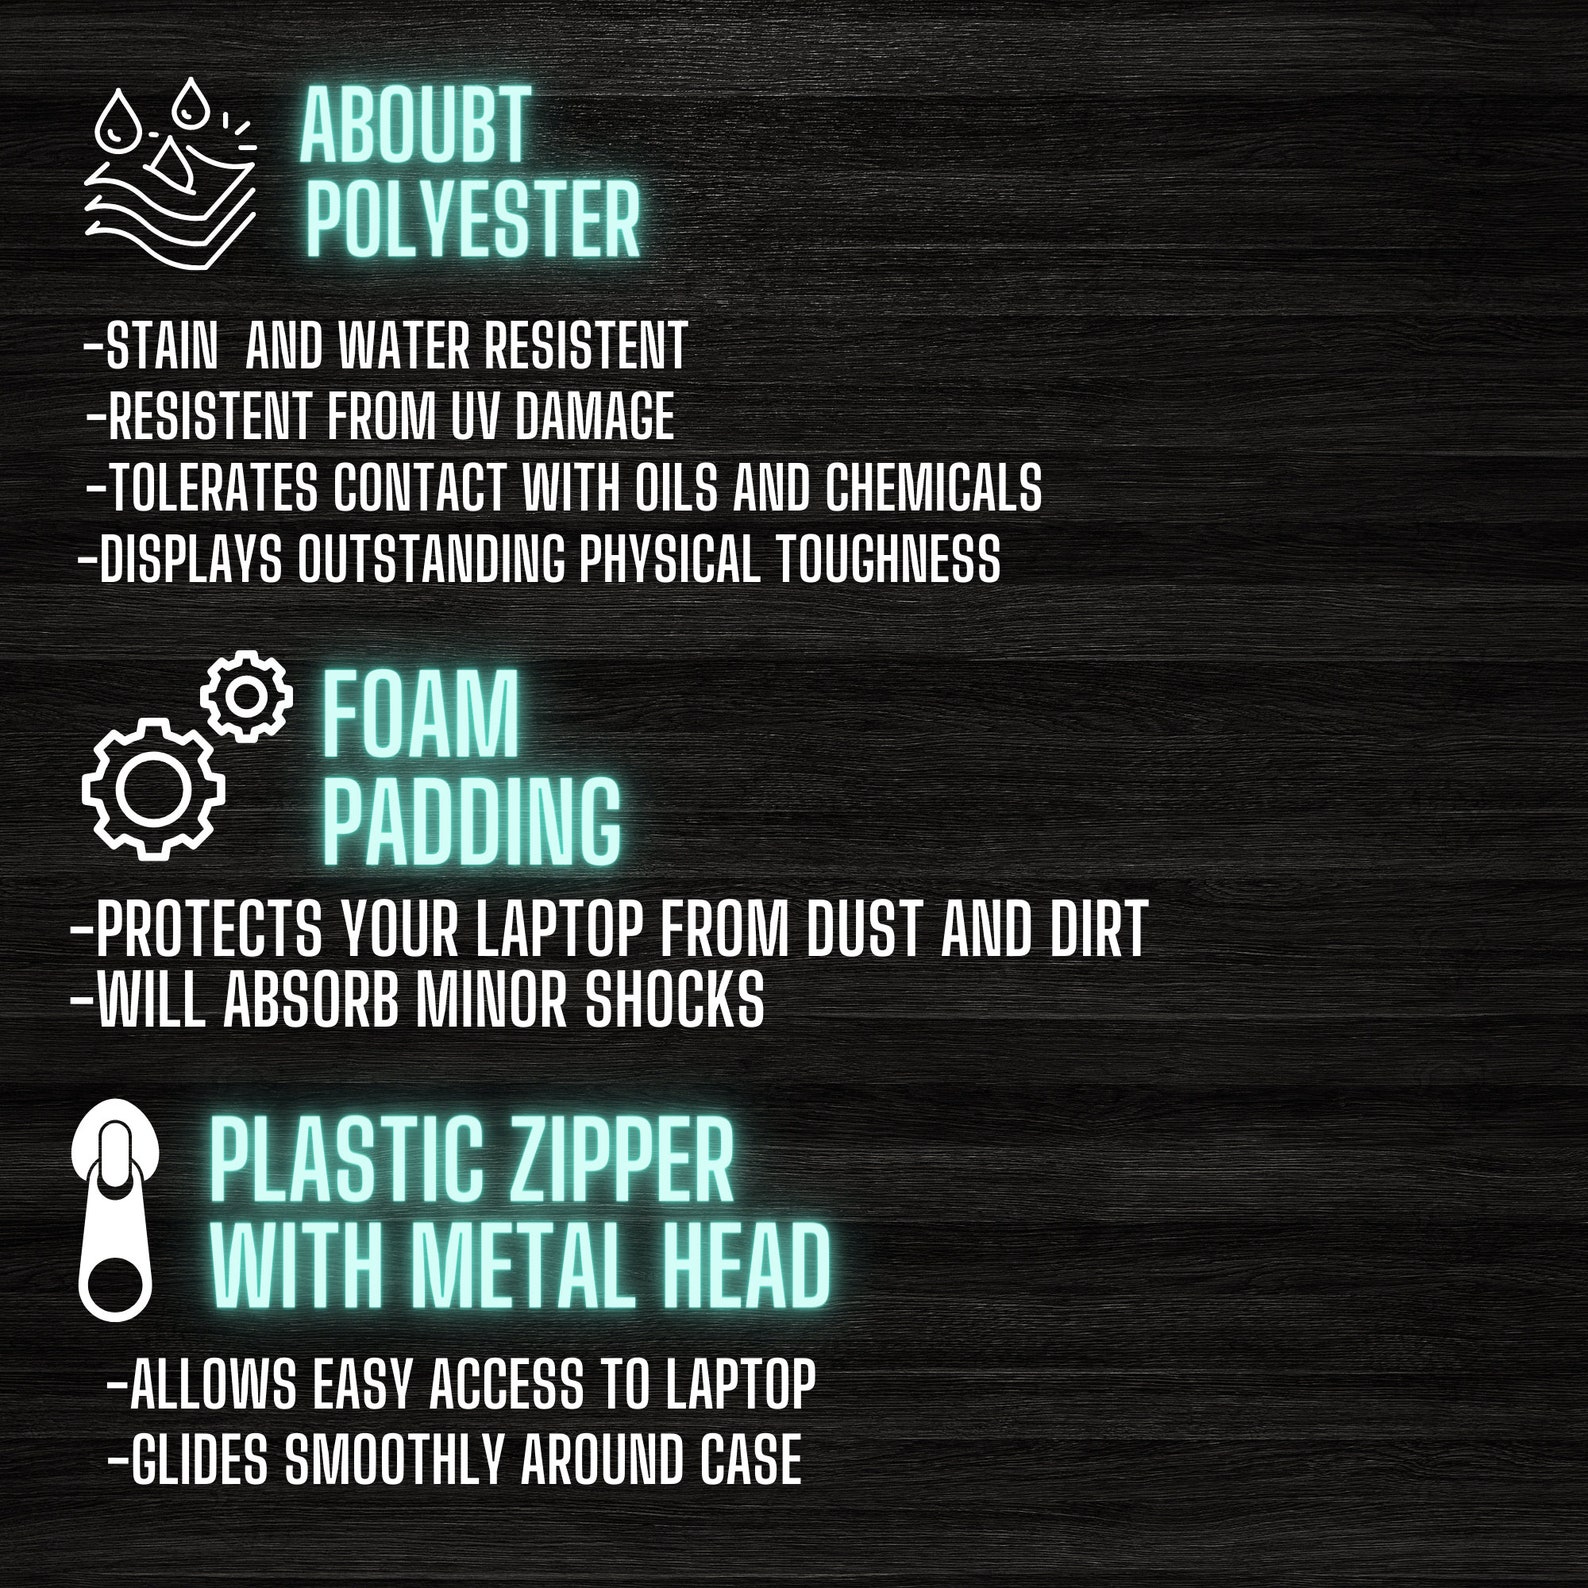 ABOUBT
POLYESTER
-STAIN  AND WATER RESISTENT
-RESISTENT FROM UV DAMAGE
-TOLERATES CONTACT WITH OILS AND CHEMICALS
-DISPLAYS OUTSTANDING PHYSICAL TOUGHNESS
FOAM
PADDING
-PROTECTS YOUR LAPTOP FROM DUST AND DIRT
-WILL ABSORB MINOR SHOCKS
PLASTIC ZIPPER
WITH METAL HEAD
-ALLOWS EASY ACCESS TO LAPTOP
-GLIDES SMOOTHLY AROUND CASE